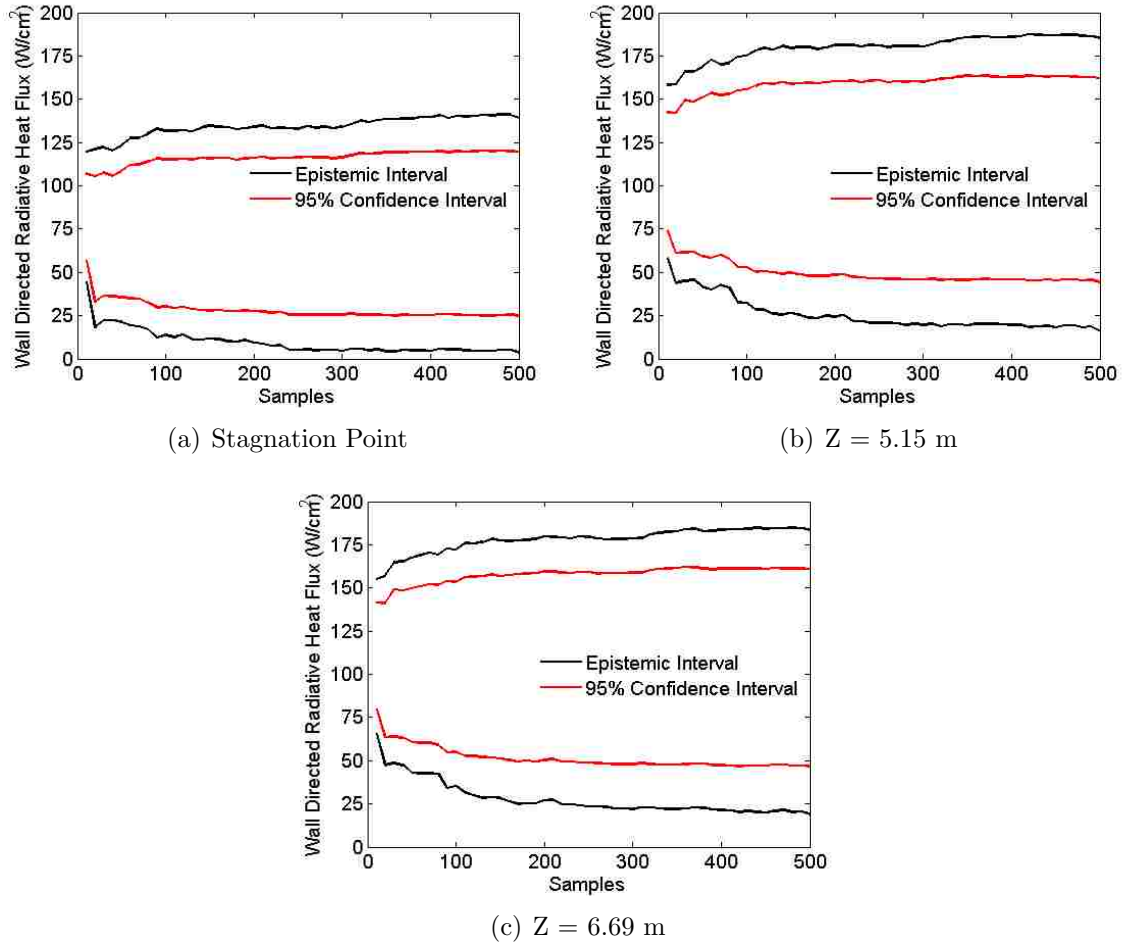 Wall Directed Radiative Heat Flux (W/cm²)
200
175
150
125
100
75
50
25
0
Epistemic Interval
95% Confidence Interval
0 100 200 300 400 500
Samples
(a) Stagnation Point
Wall Directed Radiative Heat Flux (W/cm²)
200
175
150
125
100
75
50
25
0
Epistemic Interval
95% Confidence Interval
0 100 200 300 400 500
Samples
(b) Z = 5.15 m
Wall Directed Radiative Heat Flux (W/cm²)
200
175
150
125
100
75
50
25
0
Epistemic Interval
95% Confidence Interval
0 100 200 300 400 500
Samples
(c) Z = 6.69 m